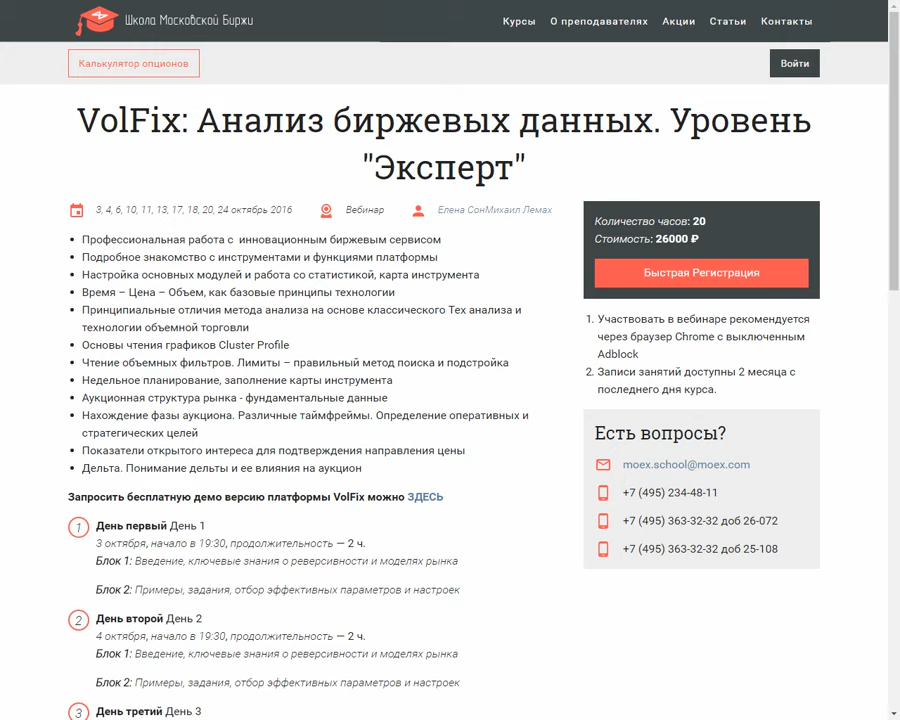 Школа Московской Биржи
Курсы О преподавателях Акции Статьи Контакты
Калькулятор опционов
Войти
VolFix: Анализ биржевых данных. Уровень
"Эксперт"
3, 4, 6, 10, 11, 13, 17, 18, 20, 24 октября 2016 Вебинар Елена СонМихаил Лемах
Профессиональная работа с инновационным биржевым сервисом
Подробное знакомство с инструментами и функциями платформы
Настройка основных модулей и работа со статистикой, карта инструмента
Время – Цена – Объем, как базовые принципы технологии
Принципиальные отличия метода анализа на основе классического Тех анализа и
технологии объемной торговли
Основы чтения графиков Cluster Profile
Чтение объемных фильтров. Лимиты – правильный метод поиска и подстройка
Недельное планирование, заполнение карты инструмента
Аукционная структура рынка - фундаментальные данные
Нахождение фазы аукциона. Различные таймфреймы. Определение оперативных и
стратегических целей
Показатели открытого интереса для подтверждения направления цены
Дельта. Понимание дельты и ее влияния на аукцион
Запросить бесплатную демо версию платформы VolFix можно ЗДЕСЬ
1 День первый День 1
3 октября, начало в 19:30, продолжительность — 2 ч.
Блок 1: Введение, ключевые знания о реверсивности и моделях рынка
Блок 2: Примеры, задания, отбор эффективных параметров и настроек
2 День второй День 2
4 октября, начало в 19:30, продолжительность — 2 ч.
Блок 1: Введение, ключевые знания о реверсивности и моделях рынка
Блок 2: Примеры, задания, отбор эффективных параметров и настроек
3 День третий День 3
Количество часов: 20
Стоимость: 26000 ₽
Быстрая Регистрация
1. Участвовать в вебинаре рекомендуется
через браузер Chrome с выключенным
Adblock
2. Записи занятий доступны 2 месяца с
последнего дня курса.
Есть вопросы?
moex.school@moex.com
+7 (495) 234-48-11
+7 (495) 363-32-32 доб 26-072
+7 (495) 363-32-32 доб 25-108